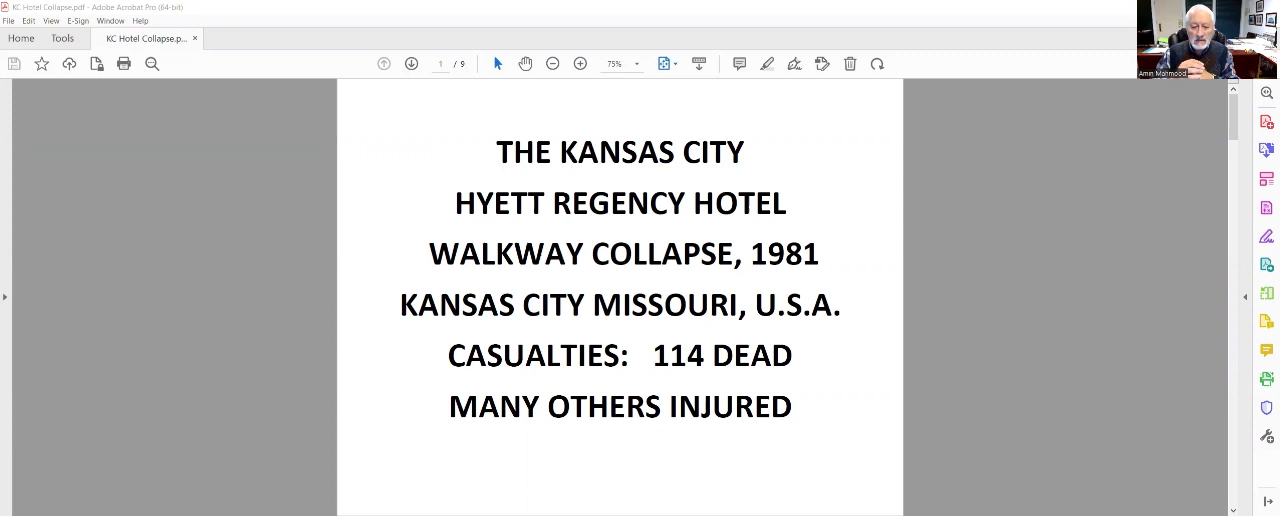 KC Hotel Collapse.pdf - Adobe Acrobat Pro (64-bit)
File Edit View E-Sign Window Help
Home Tools KC Hotel Collapse.p... ×
1 / 9 75%
Amin Mahmood
THE KANSAS CITY
HYETT REGENCY HOTEL
WALKWAY COLLAPSE, 1981
KANSAS CITY MISSOURI, U.S.A.
CASUALTIES: 114 DEAD
MANY OTHERS INJURED